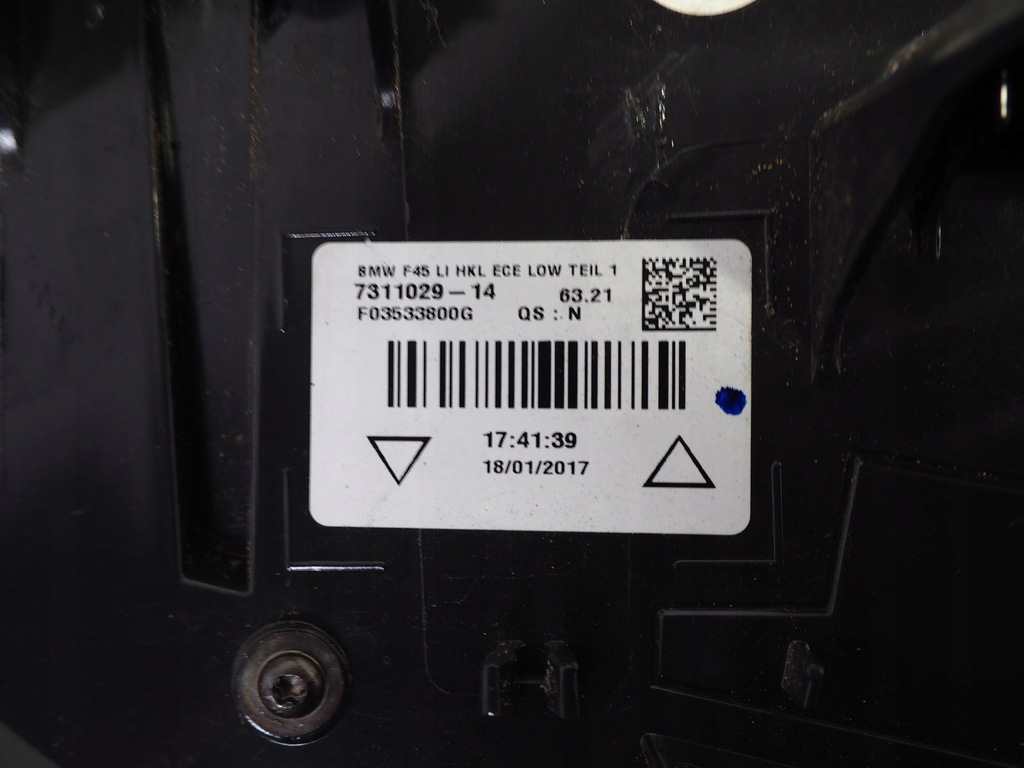 BMW F45 LI HKL ECE LOW TEIL 1
7311029-14 63.21
F03533800G QS : N
17:41:39
18/01/2017